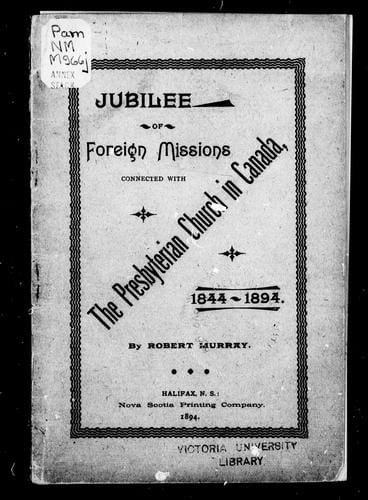 Pam
NM
M966j
ANNEX
STACK
JUBILEE
OF
Foreign Missions
CONNECTED WITH
The Presbyterian Church in Canada,
1844 ~ 1894.
BY ROBERT MURRAY.
HALIFAX, N. S.:
Nova Scotia Printing Company.
1894.
VICTORIA UNIVERSITY
LIBRARY